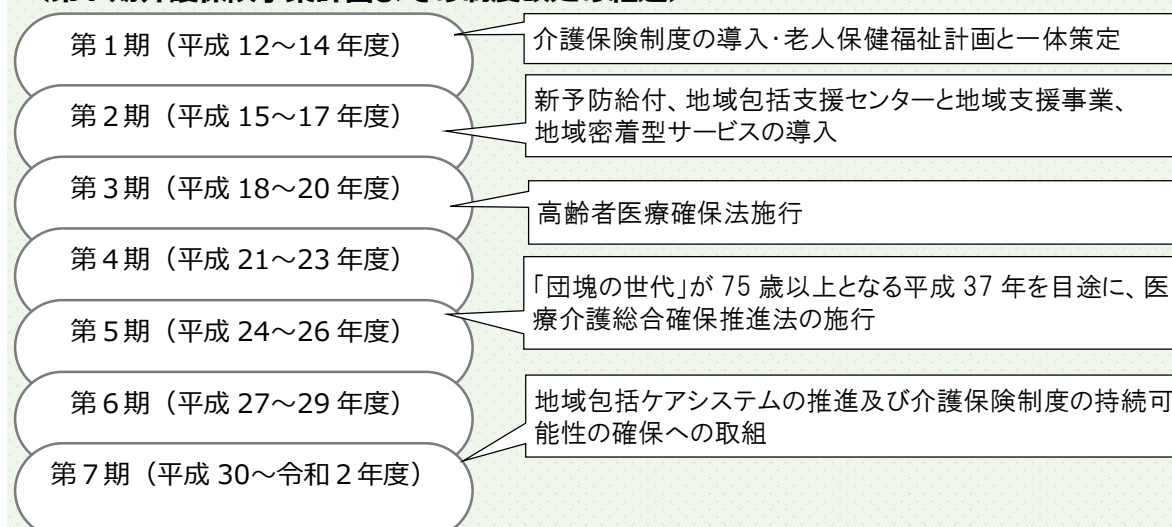 第1期（平成 12～14 年度）
介護保険制度の導入･老人保健福祉計画と一体策定
第2期（平成 15～17 年度）
新予防給付、地域包括支援センターと地域支援事業、
地域密着型サービスの導入
第3期（平成 18～20 年度）
高齢者医療確保法施行
第4期（平成 21～23 年度）
「団塊の世代」が 75 歳以上となる平成 37 年を目途に、医
療介護総合確保推進法の施行
第5期（平成 24～26 年度）
第6期（平成 27～29 年度）
地域包括ケアシステムの推進及び介護保険制度の持続可
能性の確保への取組
第7期（平成 30～令和2年度）